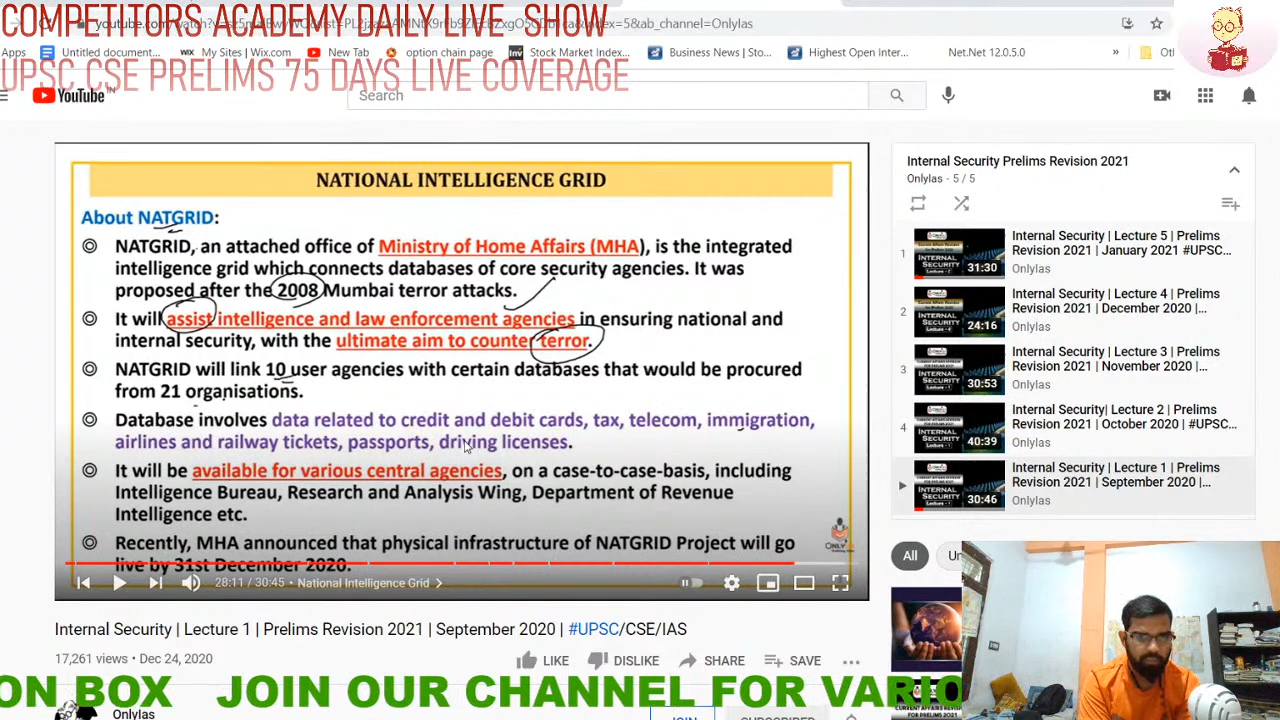 COMPETITORS ACADEMY DAILY LIVE SHOW
UPSC CSE PRELIMS 75 DAYS LIVE COVERAGE
Apps Untitled document... My Sites | Wix.com New Tab option chain page Stock Market Index... Business News | Sto... Highest Open Inter... Net.Net 12.0.5.0 »
YouTube IN
Search
NATIONAL INTELLIGENCE GRID
About NATGRID:
NATGRID, an attached office of Ministry of Home Affairs (MHA), is the integrated
intelligence grid which connects databases of core security agencies. It was
proposed after the 2008 Mumbai terror attacks.
It will assist intelligence and law enforcement agencies in ensuring national and
internal security, with the ultimate aim to counter terror.
NATGRID will link 10 user agencies with certain databases that would be procured
from 21 organisations.
Database involves data related to credit and debit cards, tax, telecom, immigration,
airlines and railway tickets, passports, driving licenses.
It will be available for various central agencies, on a case-to-case-basis, including
Intelligence Bureau, Research and Analysis Wing, Department of Revenue
Intelligence etc.
Recently, MHA announced that physical infrastructure of NATGRID Project will go
live by 31st December 2020.
28:11 / 30:45 • National Intelligence Grid >
Internal Security | Lecture 1 | Prelims Revision 2021 | September 2020 | #UPSC/CSE/IAS
17,261 views • Dec 24, 2020
LIKE DISLIKE SHARE SAVE ...
Internal Security Prelims Revision 2021
Onlylas - 5 / 5
1
31:30
Internal Security | Lecture 5 | Prelims
Revision 2021 | January 2021 #UPSC...
Onlylas
2
24:16
Internal Security | Lecture 4 | Prelims
Revision 2021 | December 2020 |...
Onlylas
3
30:53
Internal Security | Lecture 3 | Prelims
Revision 2021 | November 2020 |...
Onlylas
4
40:39
Internal Security| Lecture 2 | Prelims
Revision 2021 | October 2020 | #UPSC...
Onlylas
30:46
Internal Security | Lecture 1 | Prelims
Revision 2021 | September 2020 |...
Onlylas
All
ON BOX JOIN OUR CHANNEL FOR VARIO
Onlylas
JOIN
SUBSCRIBED